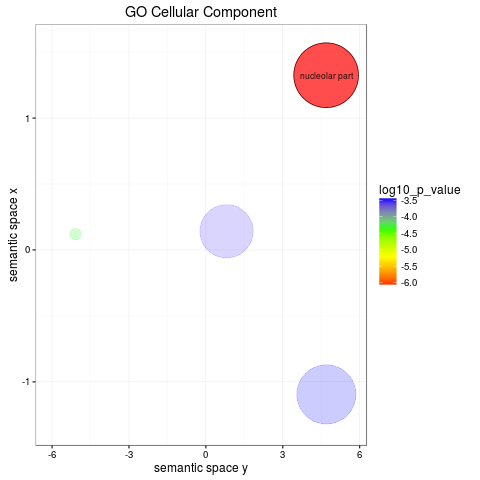 GO Cellular Component
nucleolar part
1
0
-1
semantic space x
-6
-3
0
3
6
semantic space y
log10_p_value
-3.5
-4.0
-4.5
-5.0
-5.5
-6.0